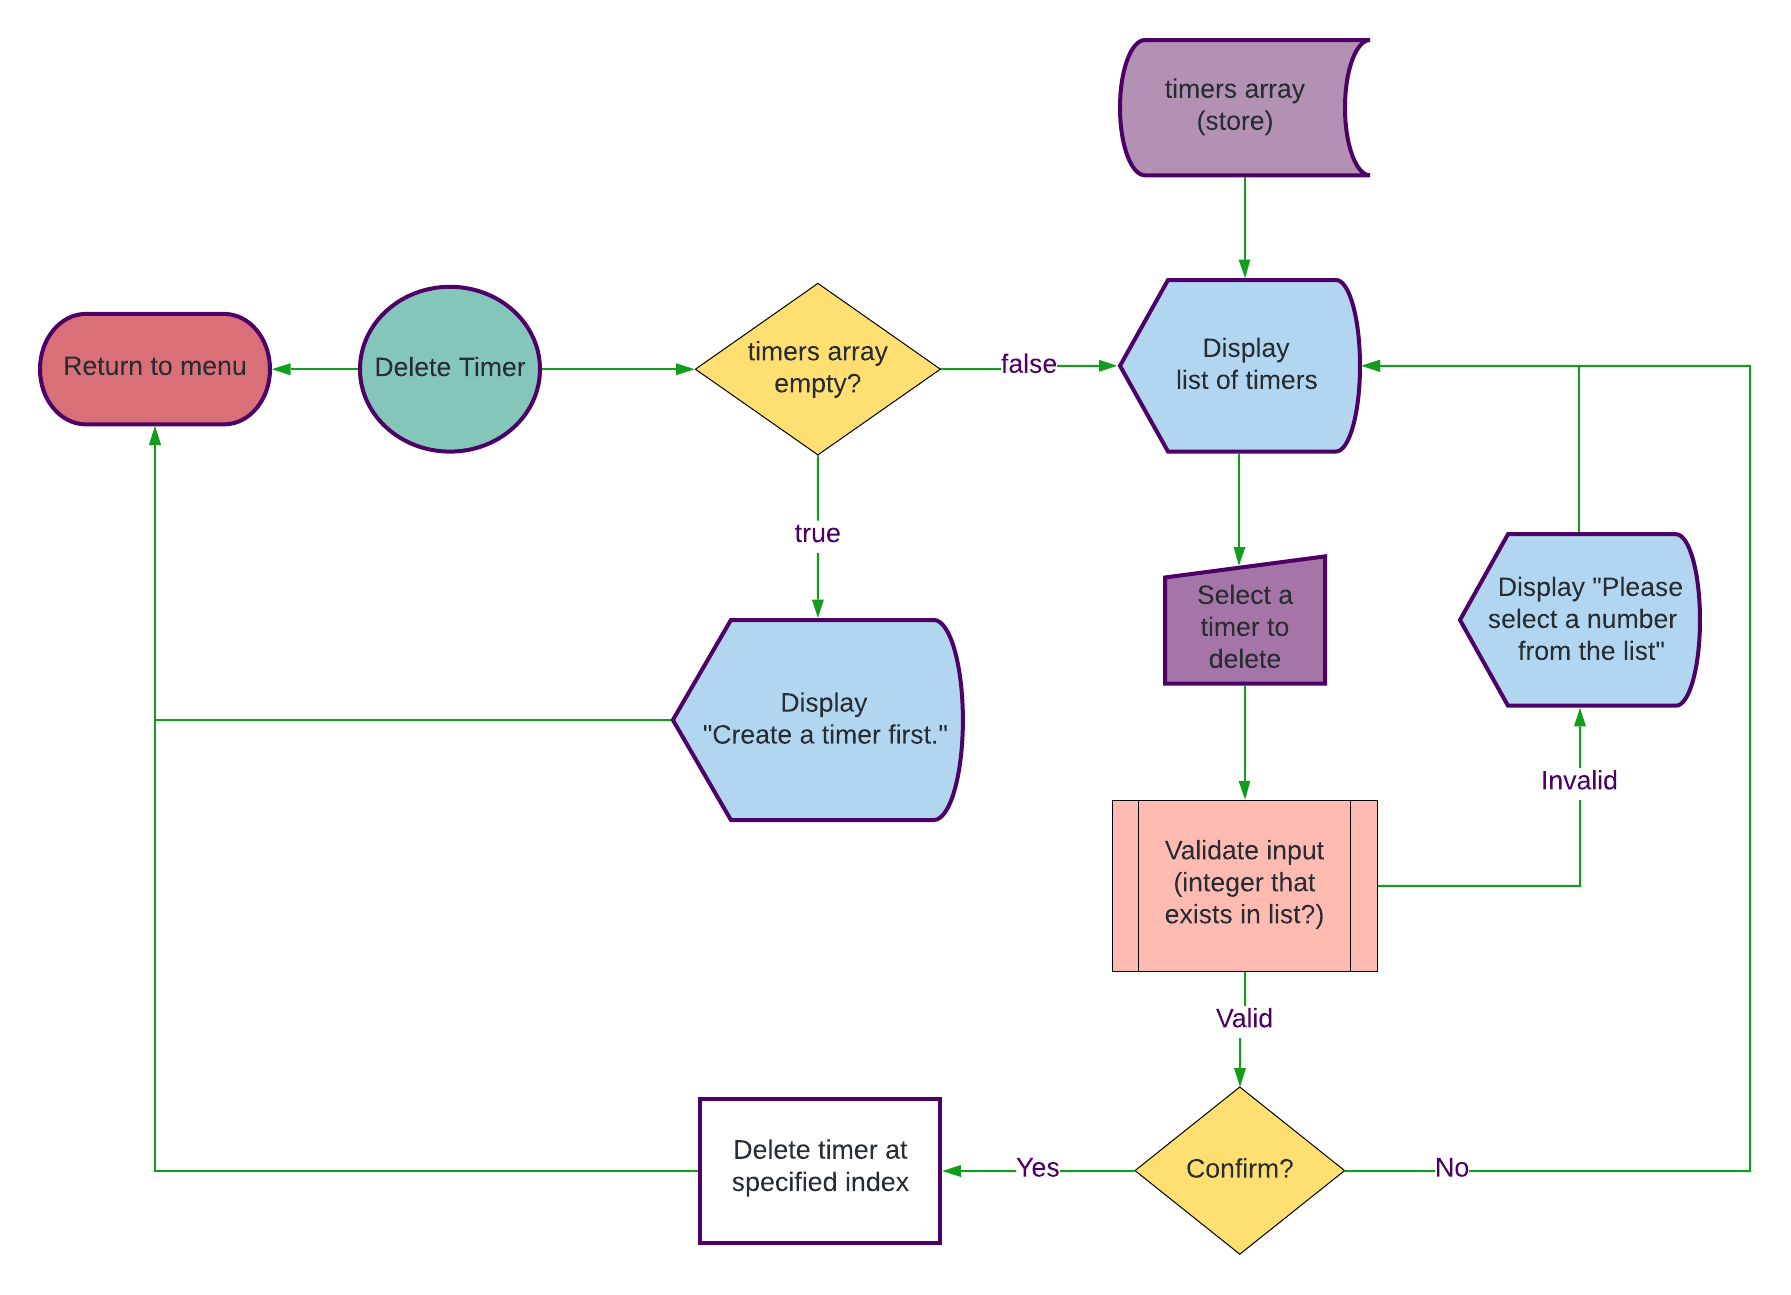 timers array
(store)
Return to menu
Delete Timer
timers array
empty?
false
Display
list of timers
true
Select a
timer to
delete
Display "Please
select a number
from the list"
Display
"Create a timer first."
Invalid
Validate input
(integer that
exists in list?)
Valid
Delete timer at
specified index
Yes
Confirm?
No